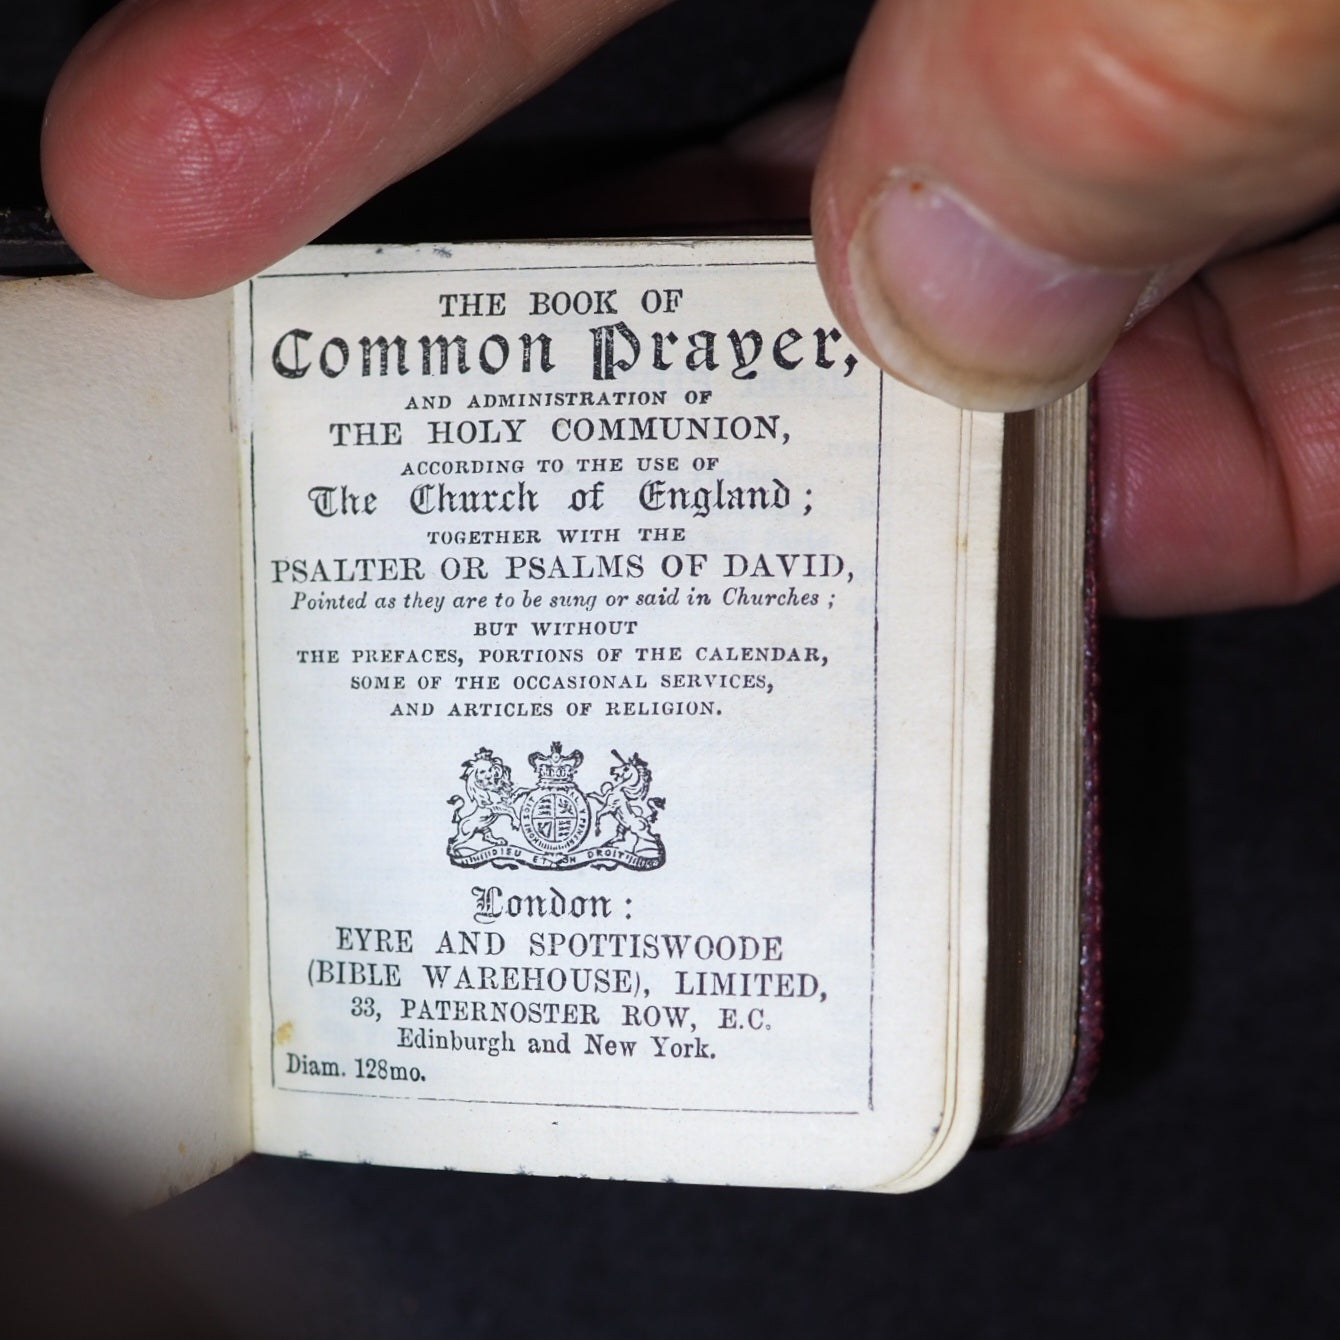 THE BOOK OF
Common Prayer,
AND ADMINISTRATION OF
THE HOLY COMMUNION,
ACCORDING TO THE USE OF
The Church of England;
TOGETHER WITH THE
PSALTER OR PSALMS OF DAVID,
Pointed as they are to be sung or said in Churches;
BUT WITHOUT
THE PREFACES, PORTIONS OF THE CALENDAR,
SOME OF THE OCCASIONAL SERVICES,
AND ARTICLES OF RELIGION.
DIEU ET DROIT
London:
EYRE AND SPOTTISWOODE
(BIBLE WAREHOUSE), LIMITED,
33, PATERNOSTER ROW, E.C.
Edinburgh and New York.
Diam. 128mo.